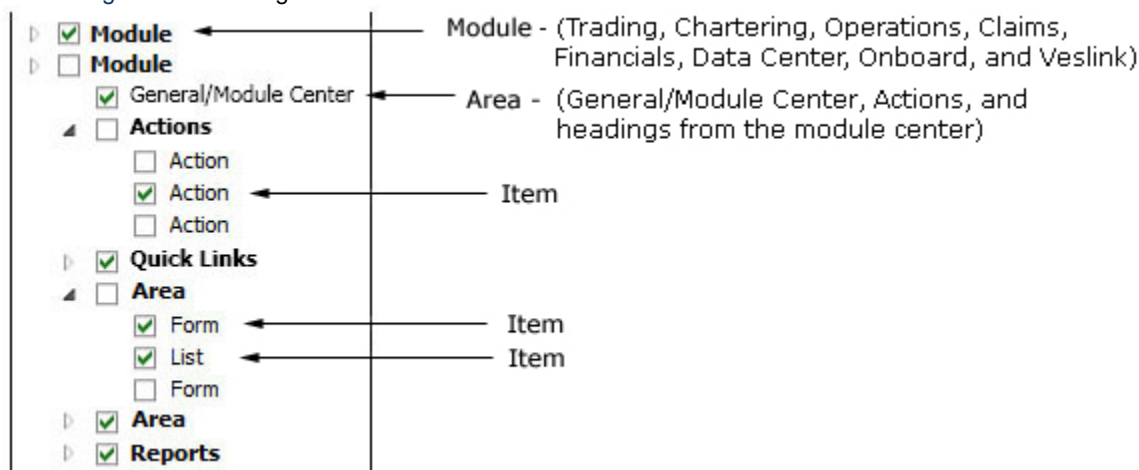 Module
Module - (Trading, Chartering, Operations, Claims,
Financials, Data Center, Onboard, and Veslink)
Module
General/Module Center
Area - (General/Module Center, Actions, and
headings from the module center)
Actions
Action
Action
Item
Action
Quick Links
Area
Form
Item
List
Item
Form
Area
Reports